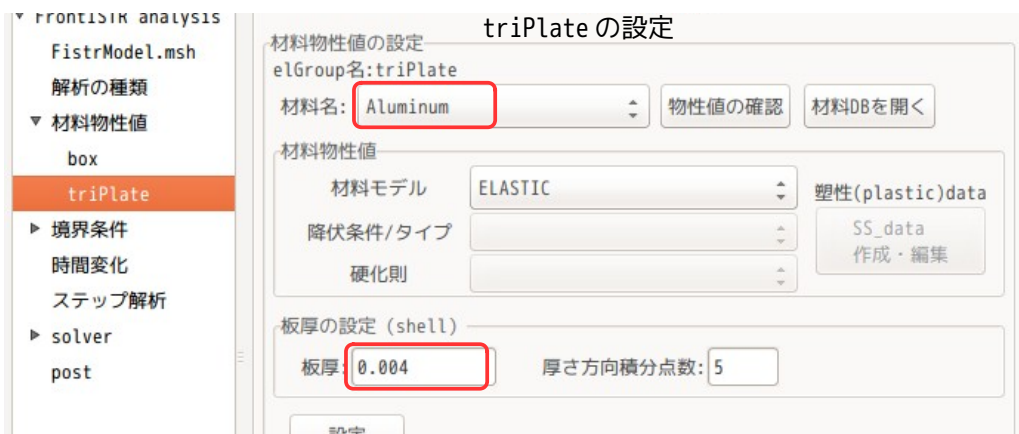 FrontISTR analysis
FistrModel.msh
解析の種類
材料物性値
box
triPlate
境界条件
時間変化
ステップ解析
solver
post
triPlate の設定
材料物性値の設定
elGroup名:triPlate
材料名: Aluminum 物性値の確認 材料DBを開く
材料物性値
材料モデル ELASTIC 塑性(plastic)data
降伏条件/タイプ SS_data
作成・編集
硬化則
板厚の設定 (shell)
板厚: 0.004 厚さ方向積分点数: 5
設定